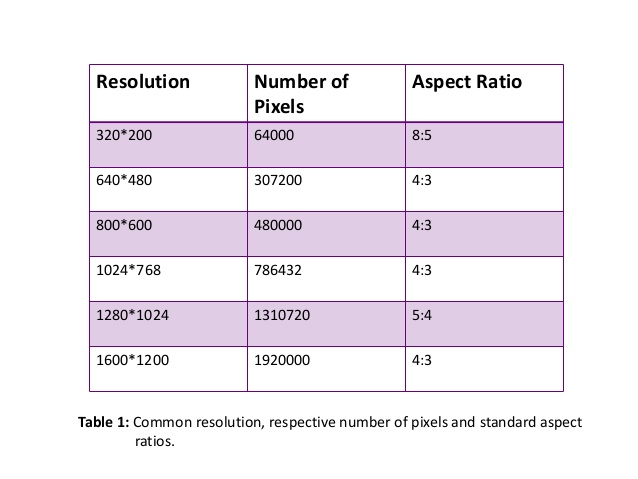 Resolution Number of Pixels Aspect Ratio
320*200 64000 8:5
640*480 307200 4:3
800*600 480000 4:3
1024*768 786432 4:3
1280*1024 1310720 5:4
1600*1200 1920000 4:3
Table 1: Common resolution, respective number of pixels and standard aspect
ratios.